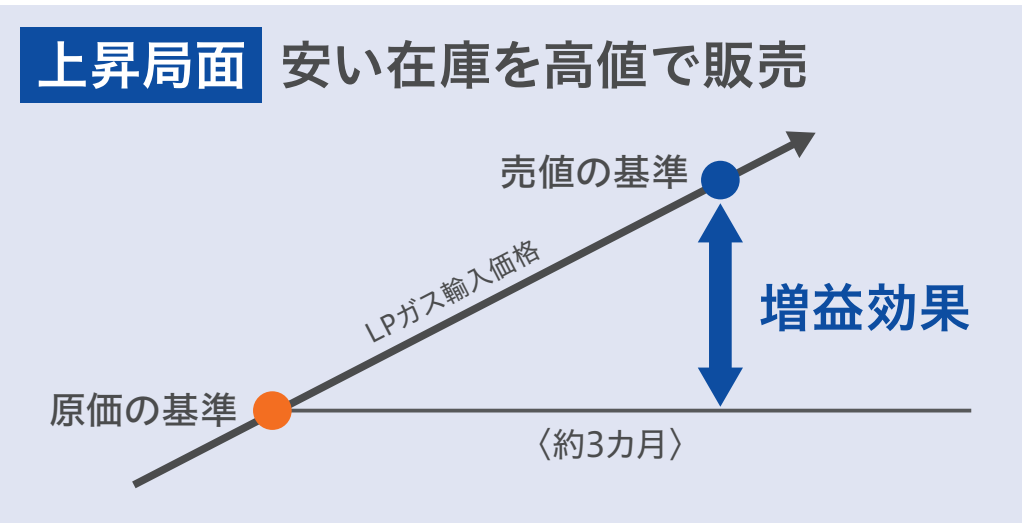 上昇局面 安い在庫を高値で販売
売値の基準
LPガス輸入価格
増益効果
原価の基準
〈約3カ月〉